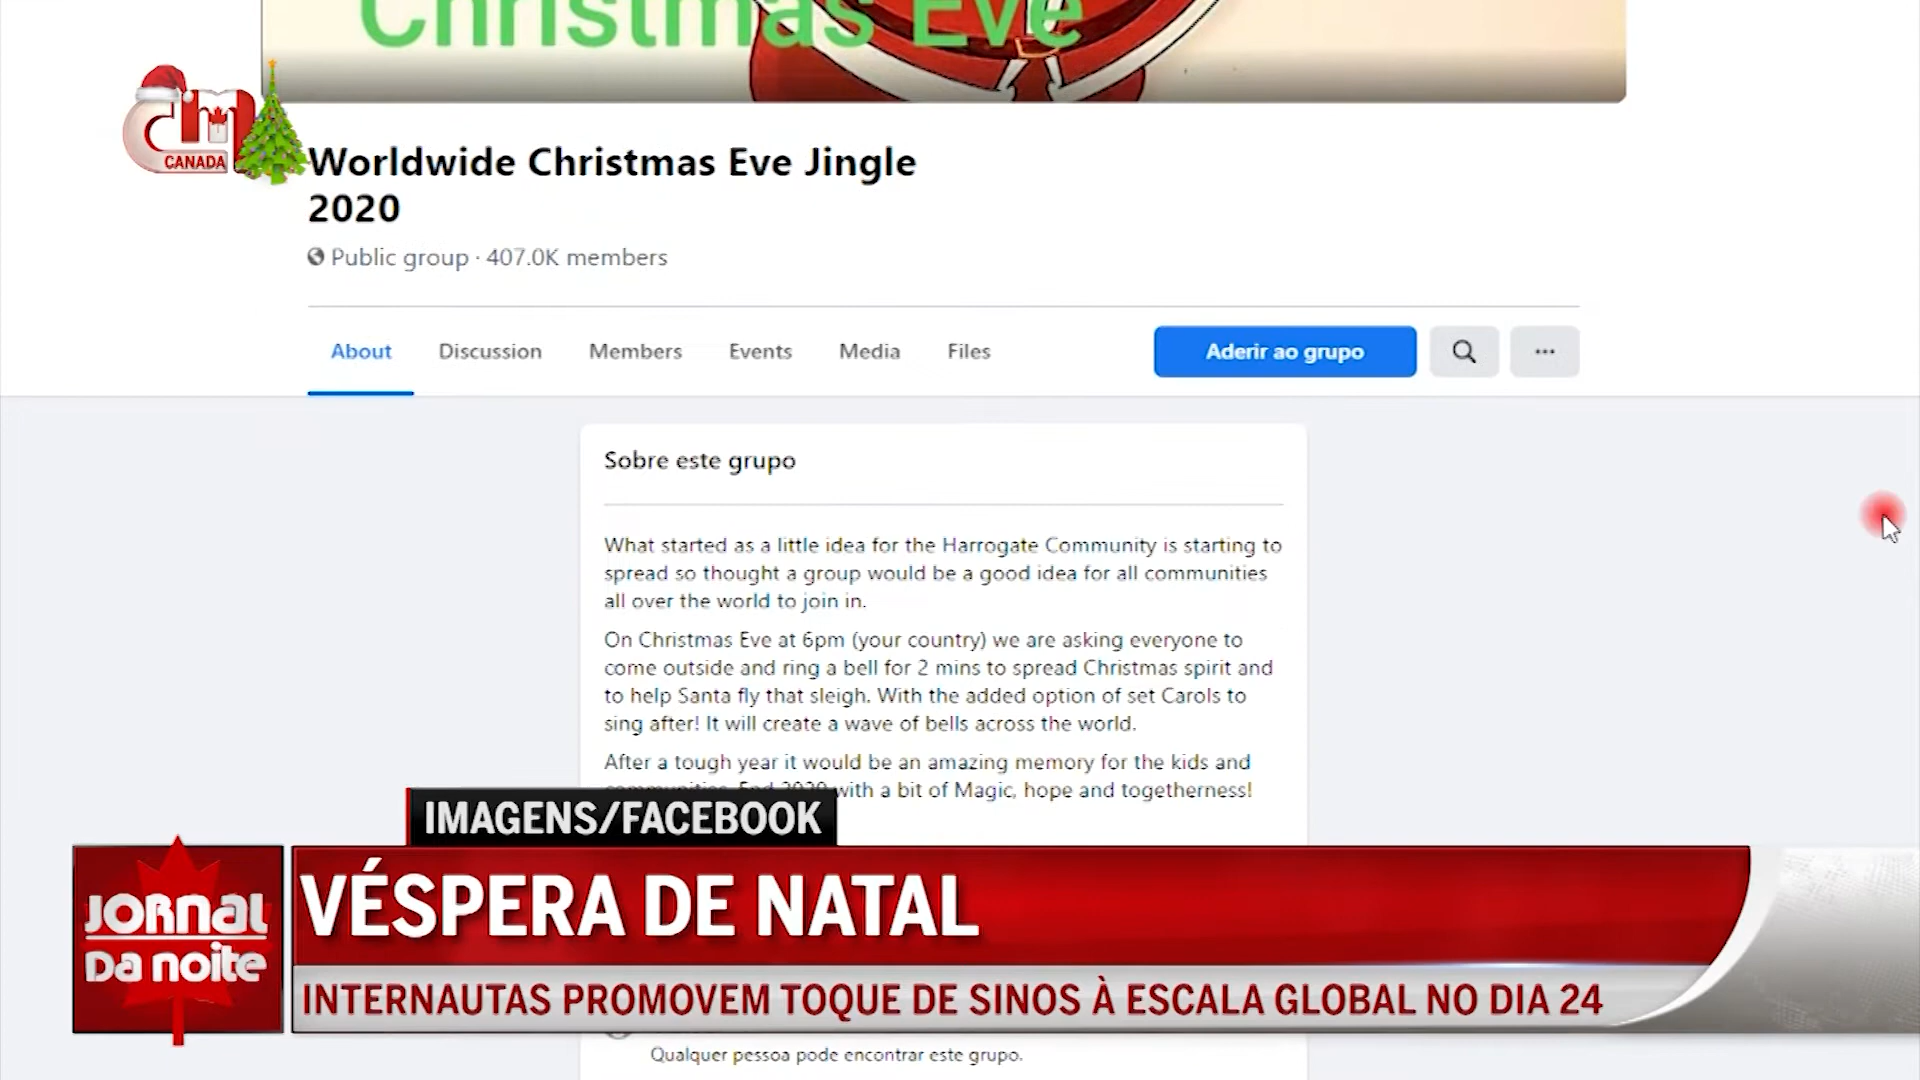 Christmas Eve
CM
CANADA
Worldwide Christmas Eve Jingle
2020
Public group · 407.0K members
About Discussion Members Events Media Files Aderir ao grupo
Sobre este grupo
What started as a little idea for the Harrogate Community is starting to
spread so thought a group would be a good idea for all communities
all over the world to join in.
On Christmas Eve at 6pm (your country) we are asking everyone to
come outside and ring a bell for 2 mins to spread Christmas spirit and
to help Santa fly that sleigh. With the added option of set Carols to
sing after! It will create a wave of bells across the world.
After a tough year it would be an amazing memory for the kids and
communities. End 2020 with a bit of Magic, hope and togetherness!
IMAGENS/FACEBOOK
JORNAL
DA NOITE
VÉSPERA DE NATAL
INTERNAUTAS PROMOVEM TOQUE DE SINOS À ESCALA GLOBAL NO DIA 24
Qualquer pessoa pode encontrar este grupo.